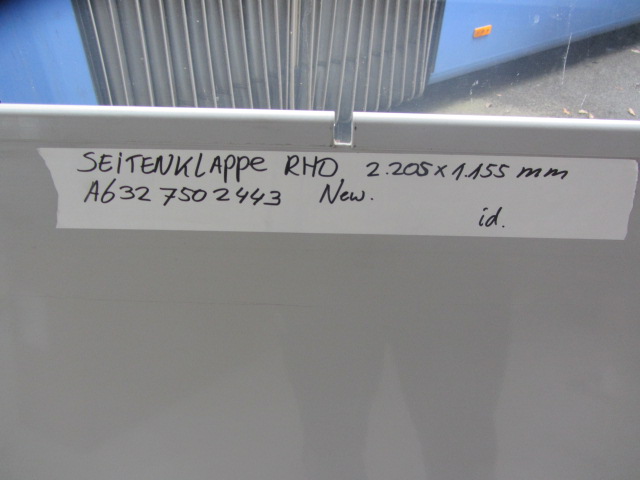 SEITENKLAPPE RHD, 2.205 x 1.155 mm
A632 750 2443 New.
id.